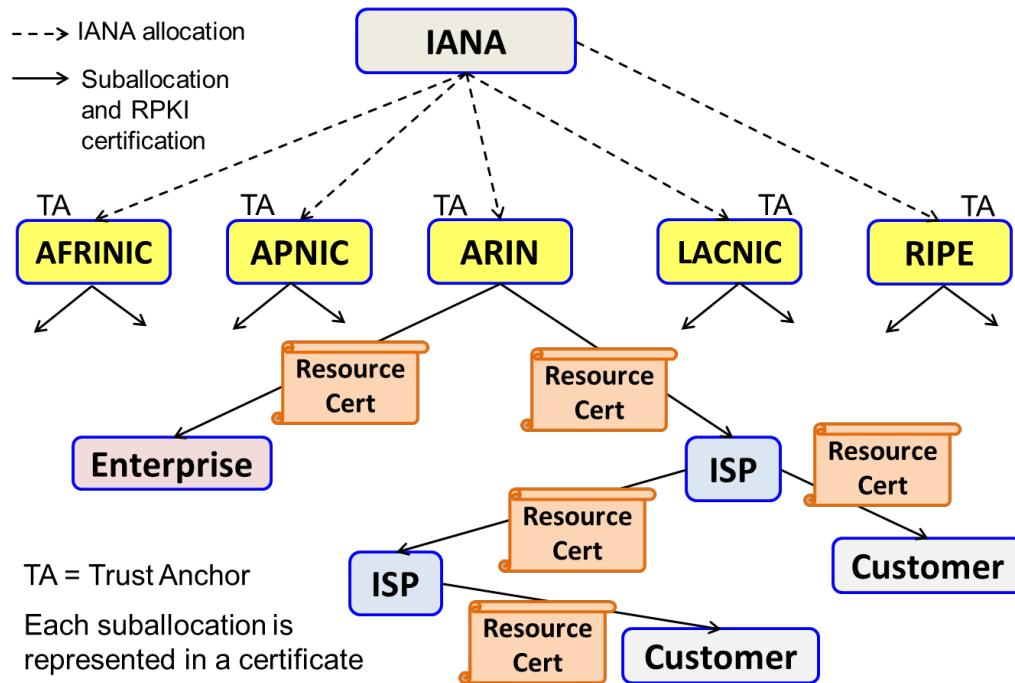 IANA allocation
Suballocation
and RPKI
certification
IANA
TA
TA
TA
TA
TA
AFRINIC
APNIC
ARIN
LACNIC
RIPE
Resource
Cert
Resource
Cert
Enterprise
ISP
Resource
Cert
Resource
Cert
Customer
ISP
TA = Trust Anchor
Each suballocation is
represented in a certificate
Resource
Cert
Customer